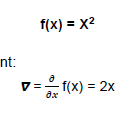 f(x) = X²
nt:
∇ = ∂/∂x f(x) = 2x